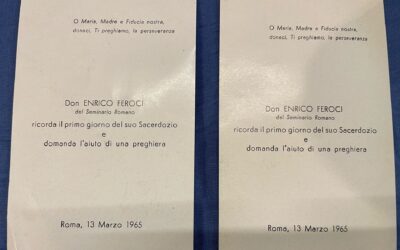 O Maria, Madre e Fiducia nostra,
donaci, Ti preghiamo, la perseveranza
Don ENRICO FEROCI
del Seminario Romano
ricorda il primo giorno del suo Sacerdozio
e
domanda l'aiuto di una preghiera
Roma, 13 Marzo 1965
O Maria, Madre e Fiducia nostra,
donaci, Ti preghiamo, la perseveranza
Don ENRICO FEROCI
del Seminario Romano
ricorda il primo giorno del suo Sacerdozio
e
domanda l'aiuto di una preghiera
Roma, 13 Marzo 1965